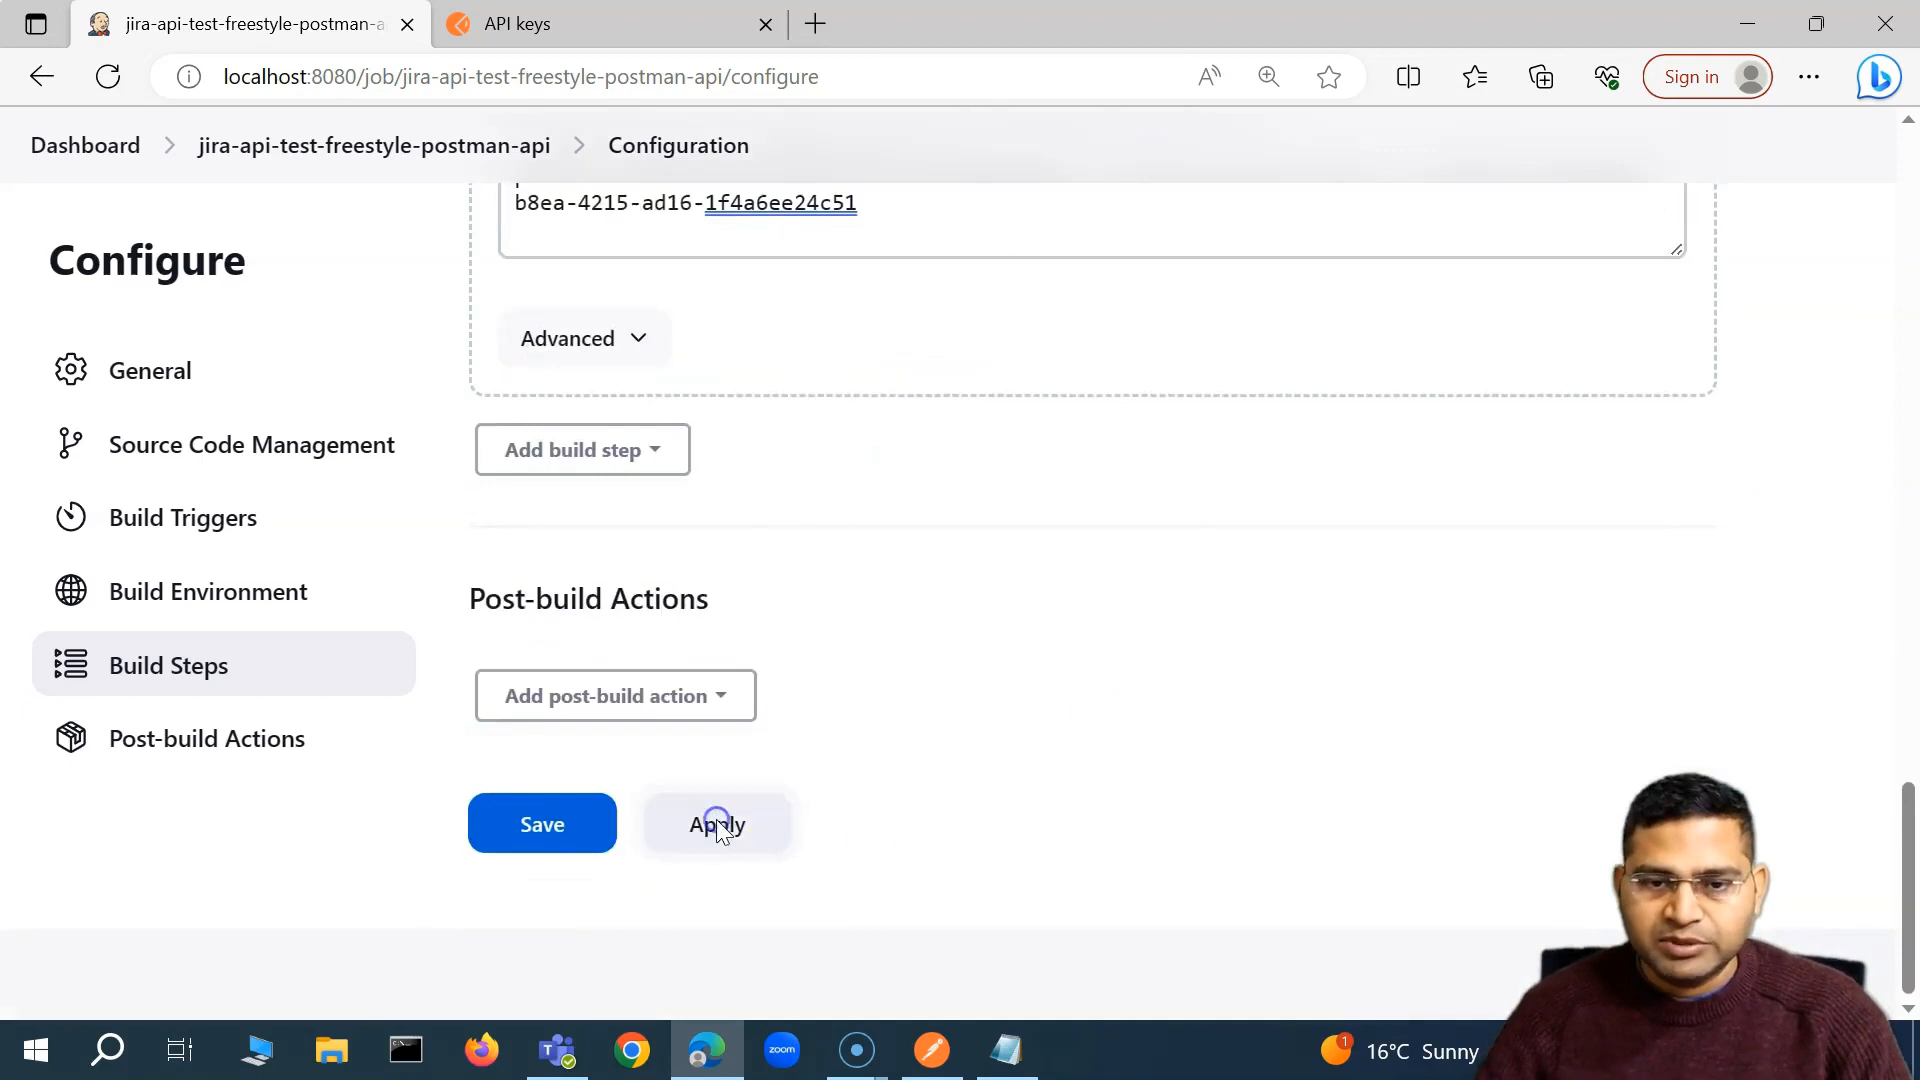 jira-api-test-freestyle-postman-a
API keys
localhost:8080/job/jira-api-test-freestyle-postman-api/configure
Sign in
Dashboard
jira-api-test-freestyle-postman-api
Configuration
b8ea-4215-ad16-1f4a6ee24c51
Configure
Advanced
General
Add build step
Source Code Management
Build Triggers
Post-build Actions
Build Environment
Build Steps
Add post-build action
Post-build Actions
Save
Apply
zoom
1
16°C Sunny